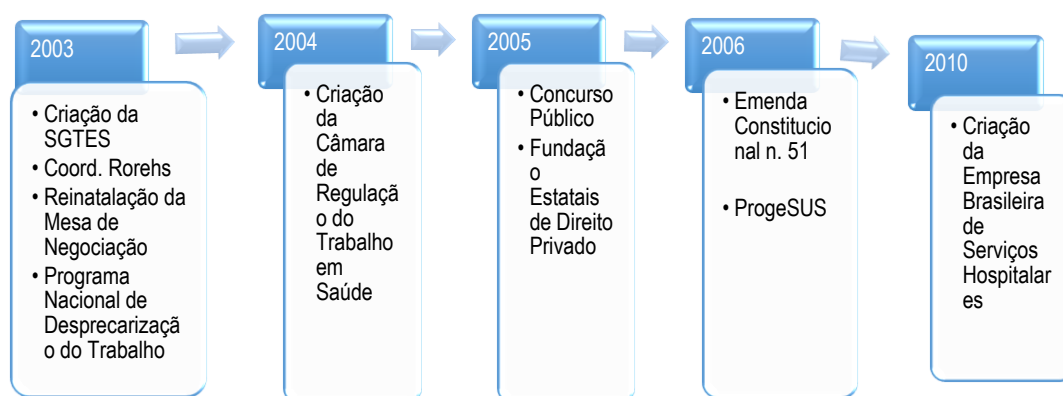 2003
• Criação da
SGTES
• Coord. Rorehs
• Reinatalação da
Mesa de
Negociação
• Programa
Nacional de
Desprecarizaçã
o do Trabalho
2004
• Criação
da
Câmara
de
Regulaçã
o do
Trabalho
em
Saúde
2005
• Concurso
Público
• Fundaçã
o
Estatais
de Direito
Privado
2006
• Emenda
Constitucio
nal n. 51
• ProgeSUS
2010
• Criação
da
Empresa
Brasileira
de
Serviços
Hospitalar
es